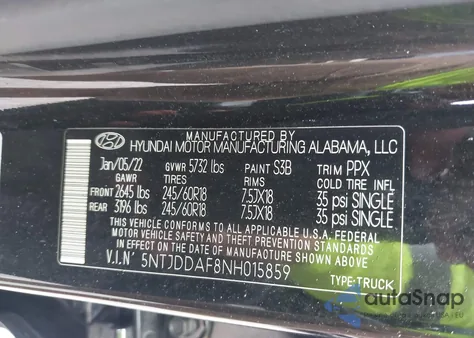 MANUFACTURED BY
HYUNDAI MOTOR MANUFACTURING ALABAMA, LLC
Jan/05/22 GVWR 5732 lbs PAINT S3B TRIM PPX
GAWR TIRES RIMS COLD TIRE INFL
FRONT 2645 lbs 245/60R18 7.5JX18 35 psi SINGLE
REAR 3196 lbs 245/60R18 7.5JX18 35 psi SINGLE
THIS VEHICLE CONFORMS TO ALL APPLICABLE U.S.A. FEDERAL
MOTOR VEHICLE SAFETY AND THEFT PREVENTION STANDARDS
IN EFFECT ON THE DATE OF MANUFACTURE SHOWN ABOVE.
V.I.N' 5NTJDDAF8NH015859
TYPE:TRUCK
autoSnap